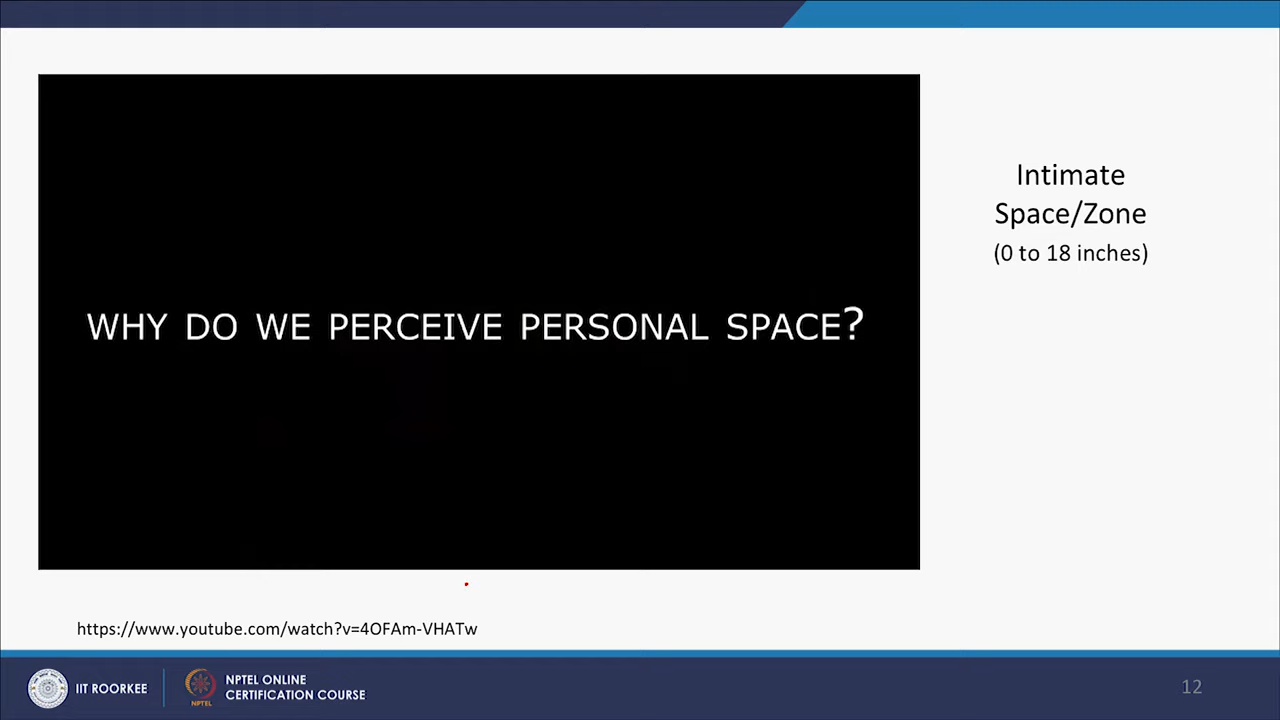 WHY DO WE PERCEIVE PERSONAL SPACE?
Intimate
Space/Zone
(0 to 18 inches)
https://www.youtube.com/watch?v=4OFAm-VHATw
IIT ROORKEE
NPTEL
NPTEL ONLINE
CERTIFICATION COURSE
12